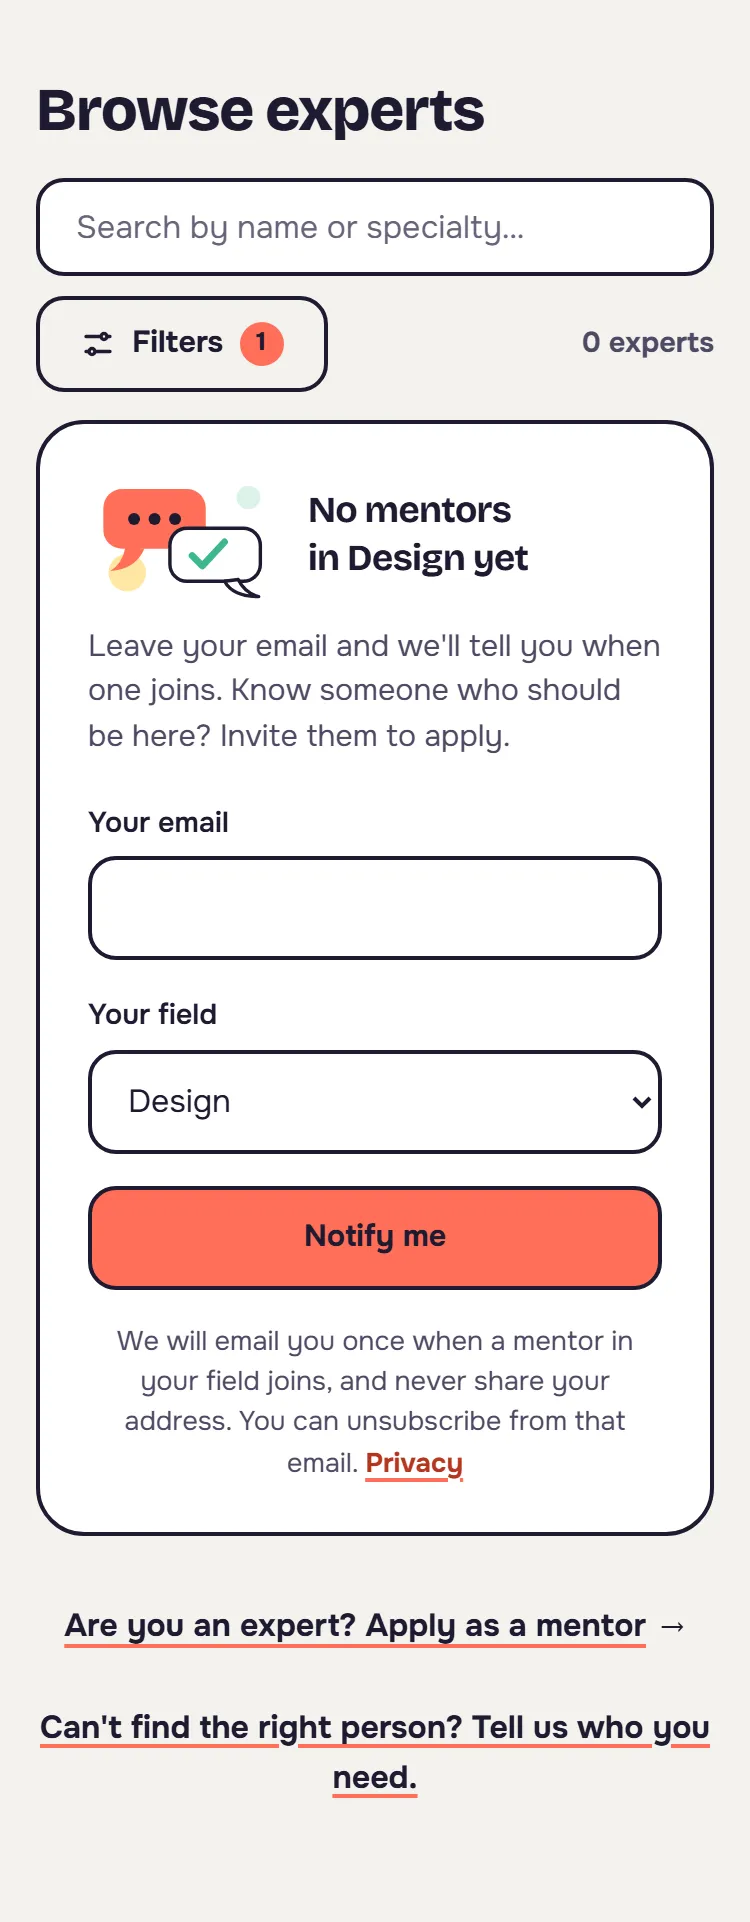 Browse experts
Search by name or specialty...
Filters 1
0 experts
No mentors
in Design yet
Leave your email and we'll tell you when
one joins. Know someone who should
be here? Invite them to apply.
Your email
Your field
Design
Notify me
We will email you once when a mentor in
your field joins, and never share your
address. You can unsubscribe from that
email. Privacy
Are you an expert? Apply as a mentor →
Can't find the right person? Tell us who you
need.